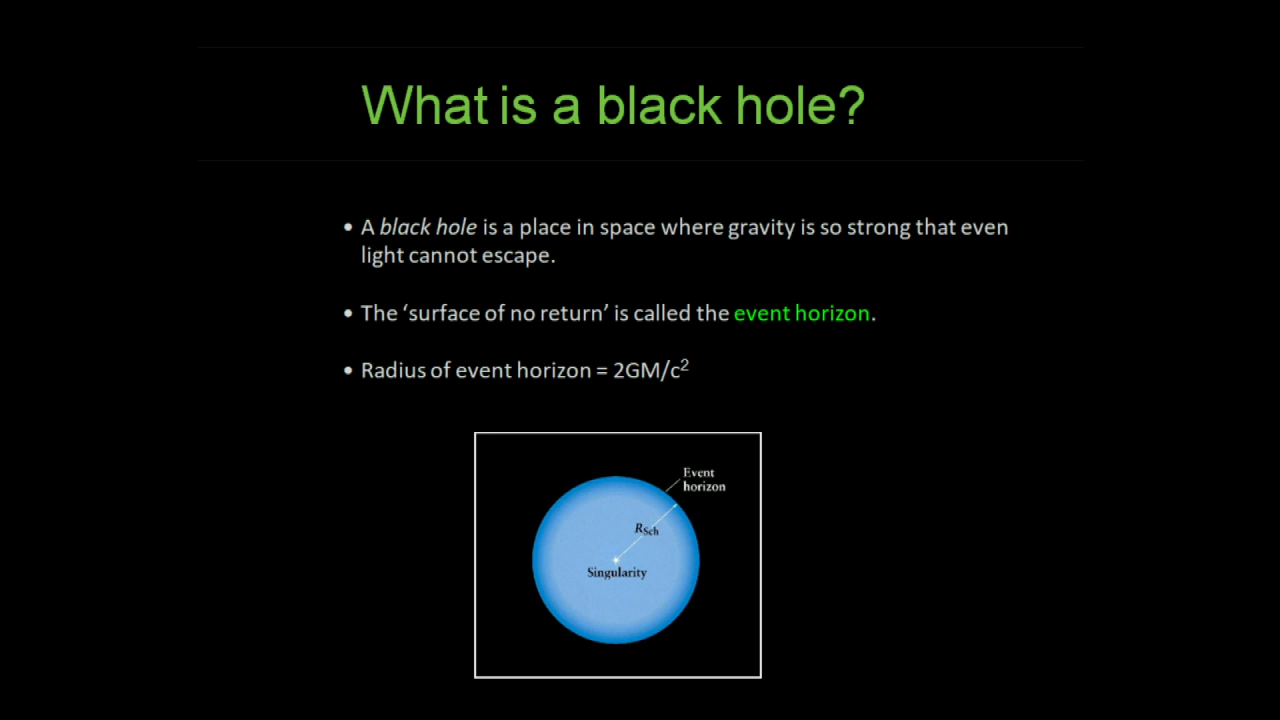 What is a black hole?
• A black hole is a place in space where gravity is so strong that even
light cannot escape.
• The ‘surface of no return’ is called the event horizon.
• Radius of event horizon = 2GM/c²
Event
horizon
R_Sch
Singularity